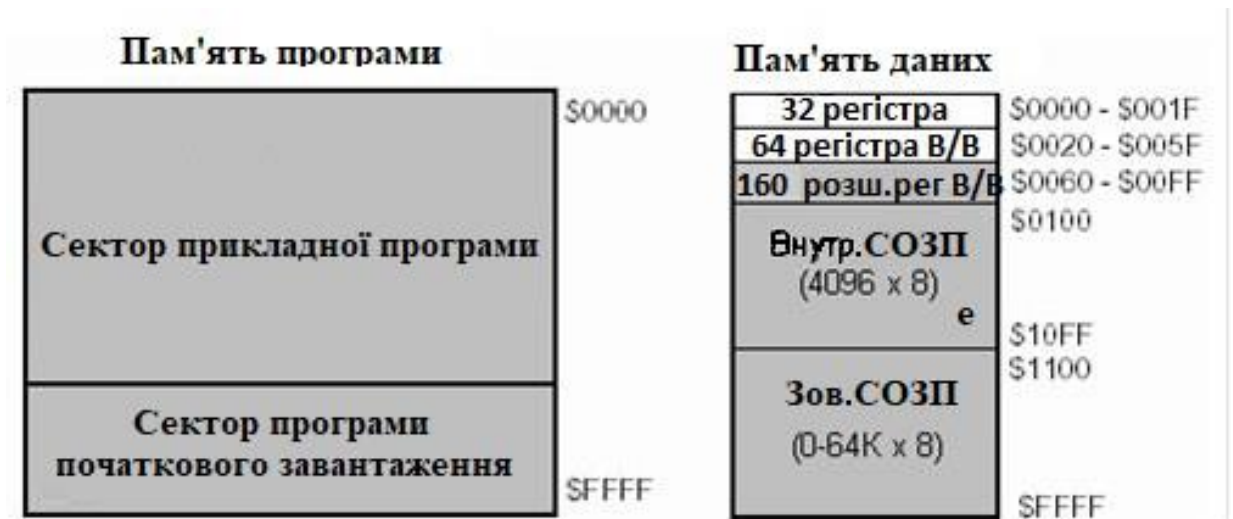 Пам'ять програми
$0000
Сектор прикладної програми
Сектор програми
початкового завантаження
$FFFF
Пам'ять даних
32 регістра $0000 - $001F
64 регістра В/В $0020 - $005F
160 розш.рег В/В $0060 - $00FF
$0100
Внутр.СОЗП
(4096 x 8)
е
$10FF
$1100
Зов.СОЗП
(0-64K x 8)
$FFFF